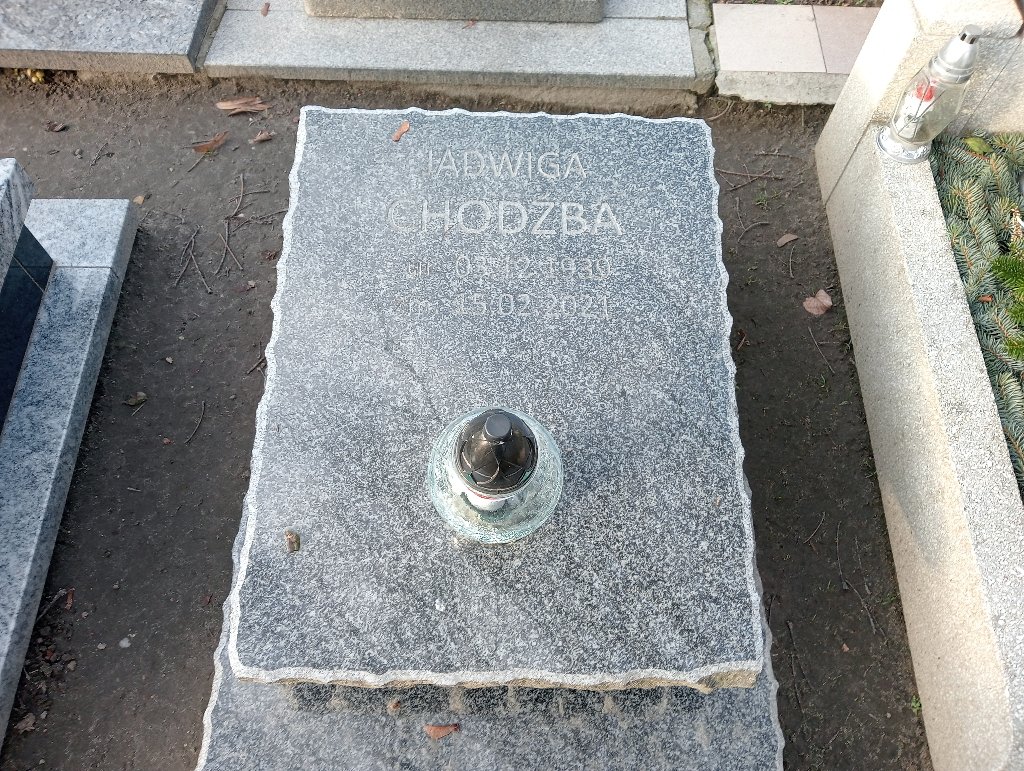 JADWIGA
CHODZBA
ur. 03.12.1939
zm. 15.02.2021